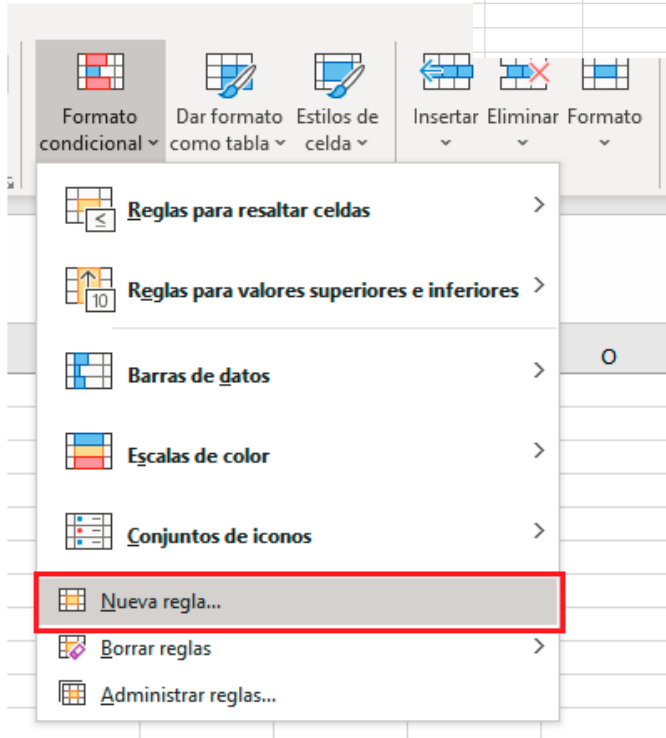 Formato condicional
Dar formato como tabla
Estilos de celda
Insertar
Eliminar
Formato
≤
Reglas para resaltar celdas
10
Reglas para valores superiores e inferiores
O
Barras de datos
Escalas de color
Conjuntos de iconos
Nueva regla...
Borrar reglas
Administrar reglas...